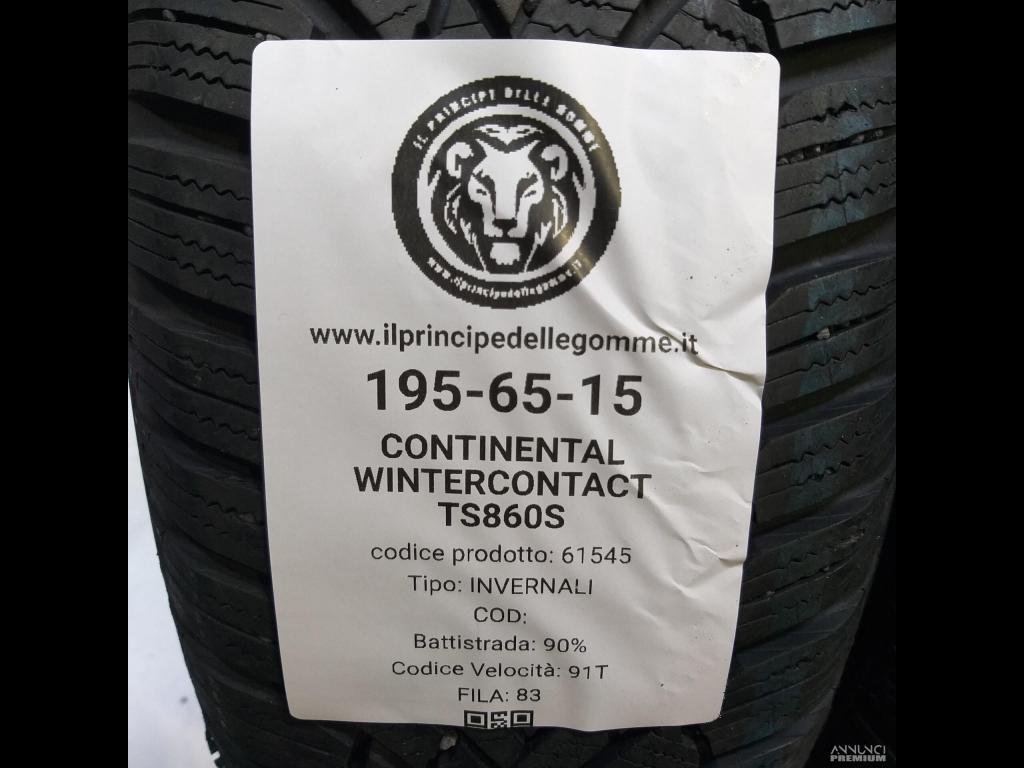 IL PRINCIPE DELLE GOMME
www.ilprincipedellegomme.it
www.ilprincipedellegomme.it
195-65-15
CONTINENTAL
WINTERCONTACT
TS860S
codice prodotto: 61545
Tipo: INVERNALI
COD:
Battistrada: 90%
Codice Velocità: 91T
FILA: 83
ANNUNCI
PREMIUM